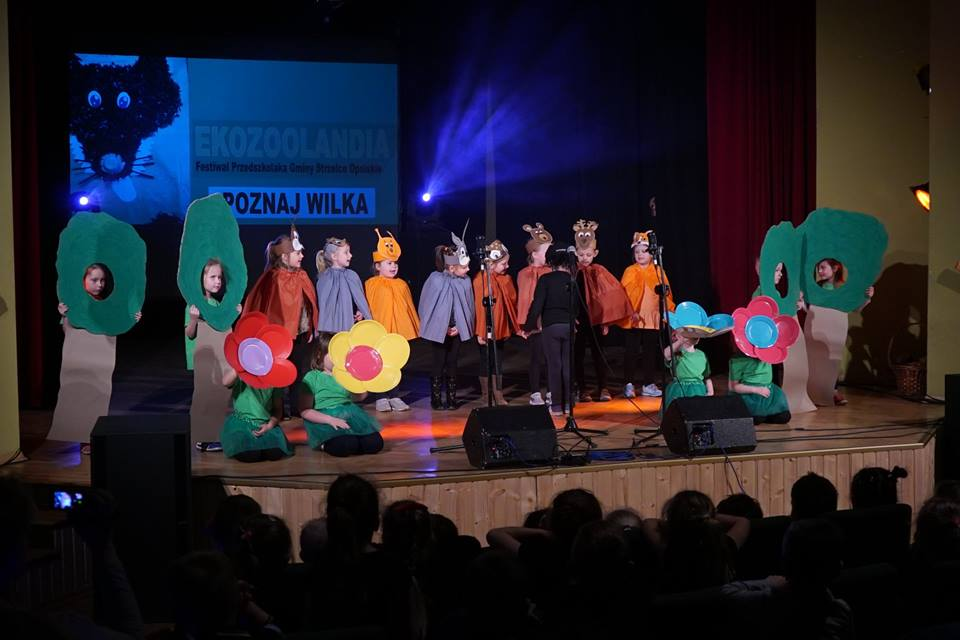 EKOZOOLANDIA
Festiwal Przedszkolaka Gminy Strzelce Opolskie
POZNAJ WILKA